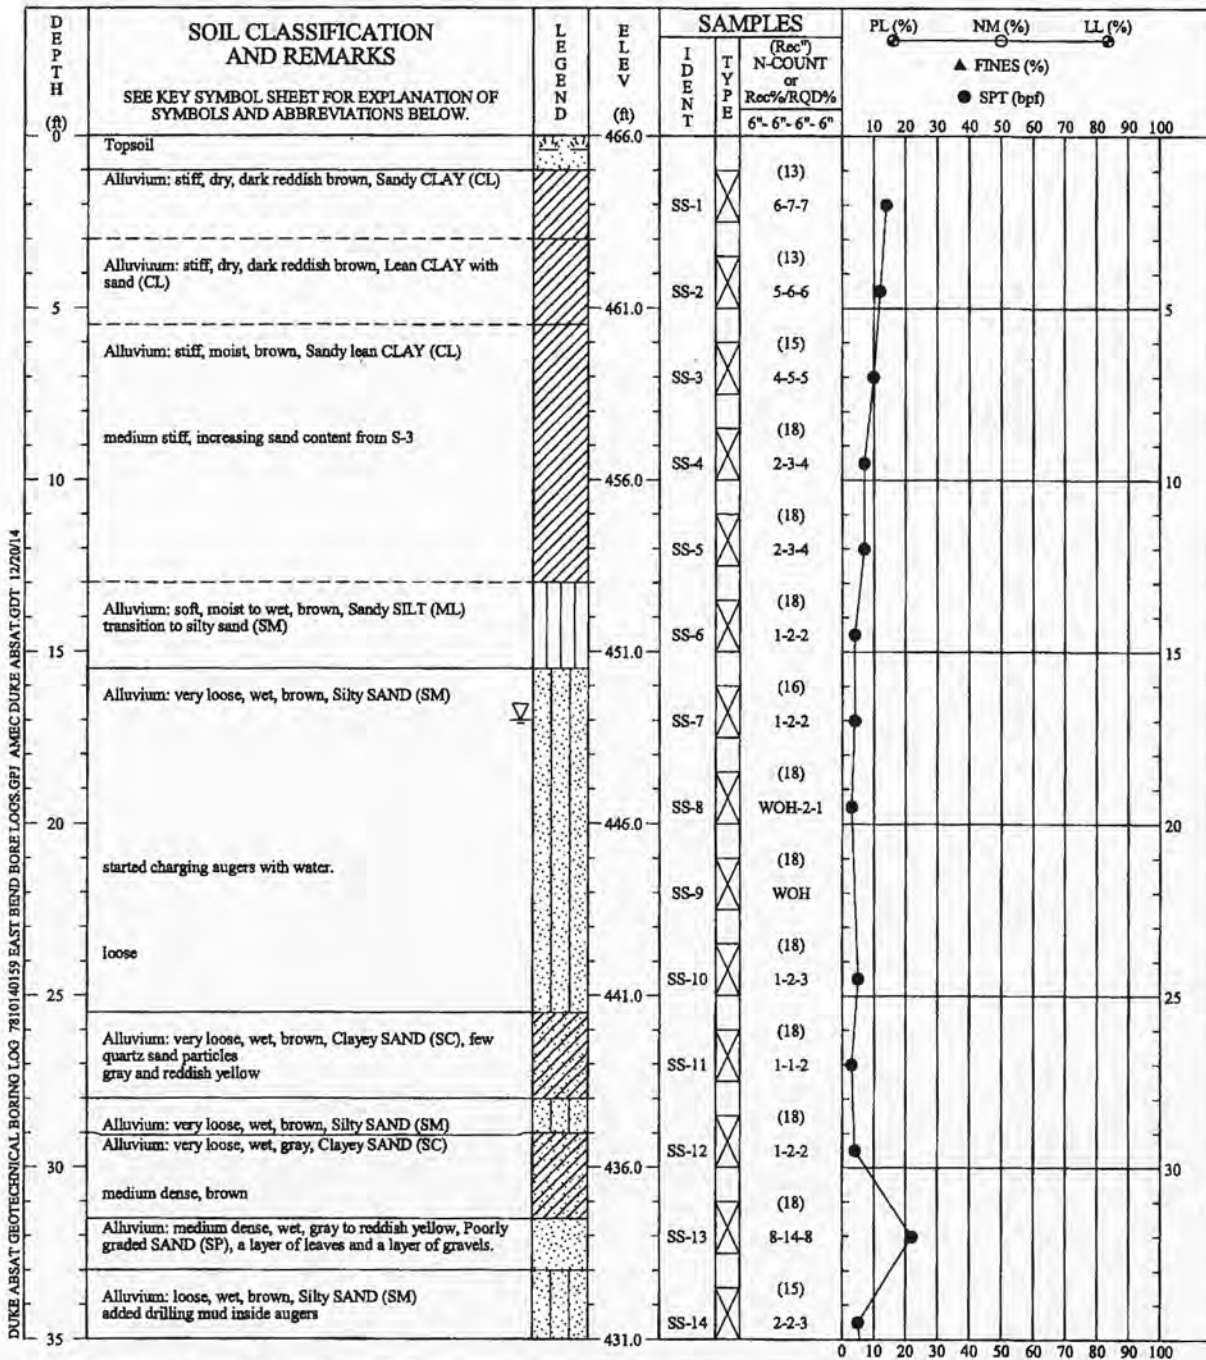 DEPTH
(ft)
SOIL CLASSIFICATION
AND REMARKS
SEE KEY SYMBOL SHEET FOR EXPLANATION OF
SYMBOLS AND ABBREVIATIONS BELOW.
LEGEND
ELEV
(ft)
SAMPLES
IDENT
TYPE
(Rec")
N-COUNT
or
Rec%/RQD%
6"- 6"- 6"- 6"
PL (%) NM (%) LL (%)
▲ FINES (%)
● SPT (bpf)
10 20 30 40 50 60 70 80 90 100
0
Topsoil
466.0
Alluvium: stiff, dry, dark reddish brown, Sandy CLAY (CL)
SS-1
(13)
6-7-7
Alluviuum: stiff, dry, dark reddish brown, Lean CLAY with
sand (CL)
SS-2
(13)
5-6-6
5
461.0
5
Alluvium: stiff, moist, brown, Sandy lean CLAY (CL)
SS-3
(15)
4-5-5
medium stiff, increasing sand content from S-3
SS-4
(18)
2-3-4
10
456.0
10
SS-5
(18)
2-3-4
Alluvium: soft, moist to wet, brown, Sandy SILT (ML)
transition to silty sand (SM)
SS-6
(18)
1-2-2
15
451.0
15
Alluvium: very loose, wet, brown, Silty SAND (SM)
SS-7
(16)
1-2-2
SS-8
(18)
WOH-2-1
20
446.0
20
started charging augers with water.
SS-9
(18)
WOH
loose
SS-10
(18)
1-2-3
25
441.0
25
Alluvium: very loose, wet, brown, Clayey SAND (SC), few
quartz sand particles
gray and reddish yellow
SS-11
(18)
1-1-2
Alluvium: very loose, wet, brown, Silty SAND (SM)
Alluvium: very loose, wet, gray, Clayey SAND (SC)
SS-12
(18)
1-2-2
30
436.0
30
medium dense, brown
Alluvium: medium dense, wet, gray to reddish yellow, Poorly
graded SAND (SP), a layer of leaves and a layer of gravels.
SS-13
(18)
8-14-8
Alluvium: loose, wet, brown, Silty SAND (SM)
added drilling mud inside augers
SS-14
(15)
2-2-3
35
431.0
0 10 20 30 40 50 60 70 80 90 100
DUKE ABSAT GEOTECHNICAL BORING LOG 7810140159 EAST BEND BORE LOGS.GPJ AMEC DUKE ABSAT.GDT 12/20/14